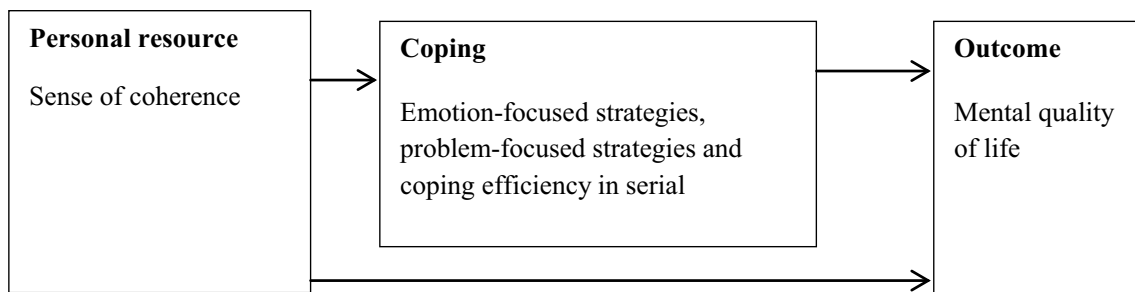 Personal resource
Sense of coherence
Coping
Emotion-focused strategies,
problem-focused strategies and
coping efficiency in serial
Outcome
Mental quality
of life